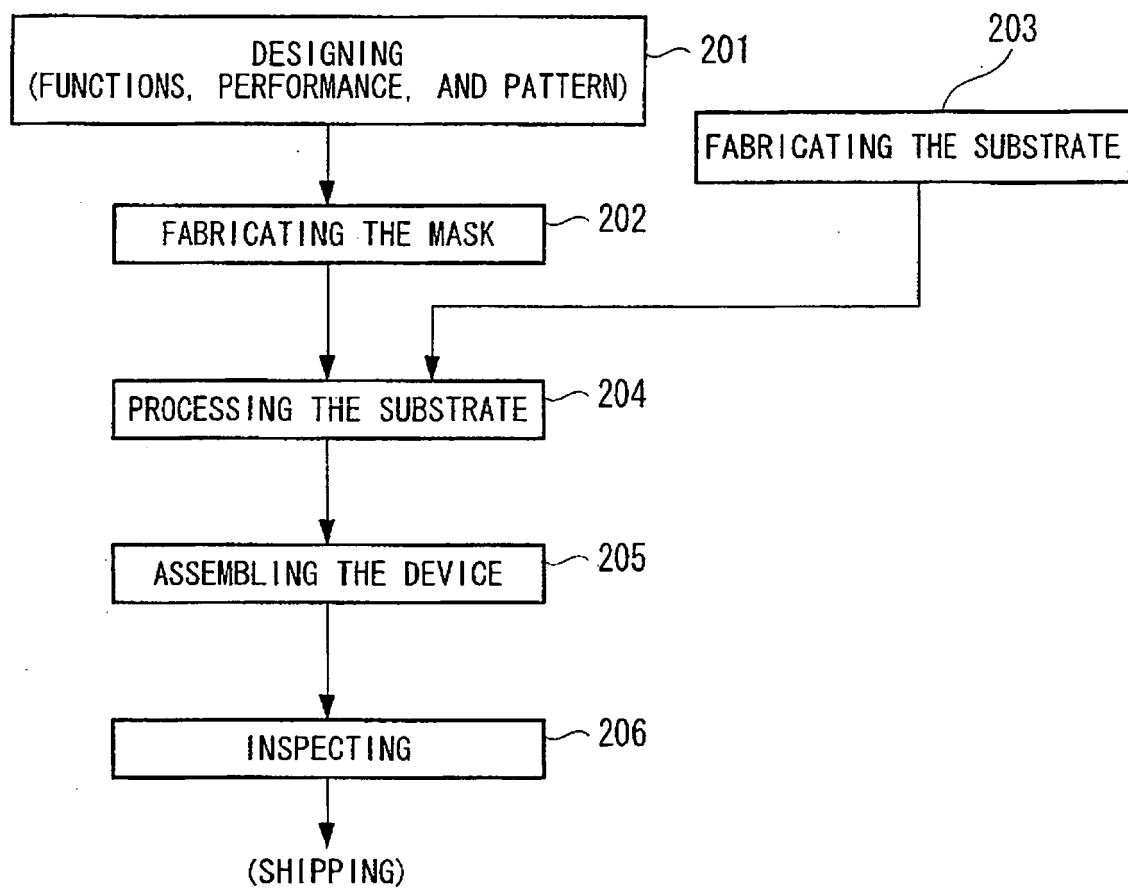 DESIGNING
(FUNCTIONS, PERFORMANCE, AND PATTERN)
201
203
FABRICATING THE SUBSTRATE
FABRICATING THE MASK
202
PROCESSING THE SUBSTRATE
204
ASSEMBLING THE DEVICE
205
INSPECTING
206
(SHIPPING)